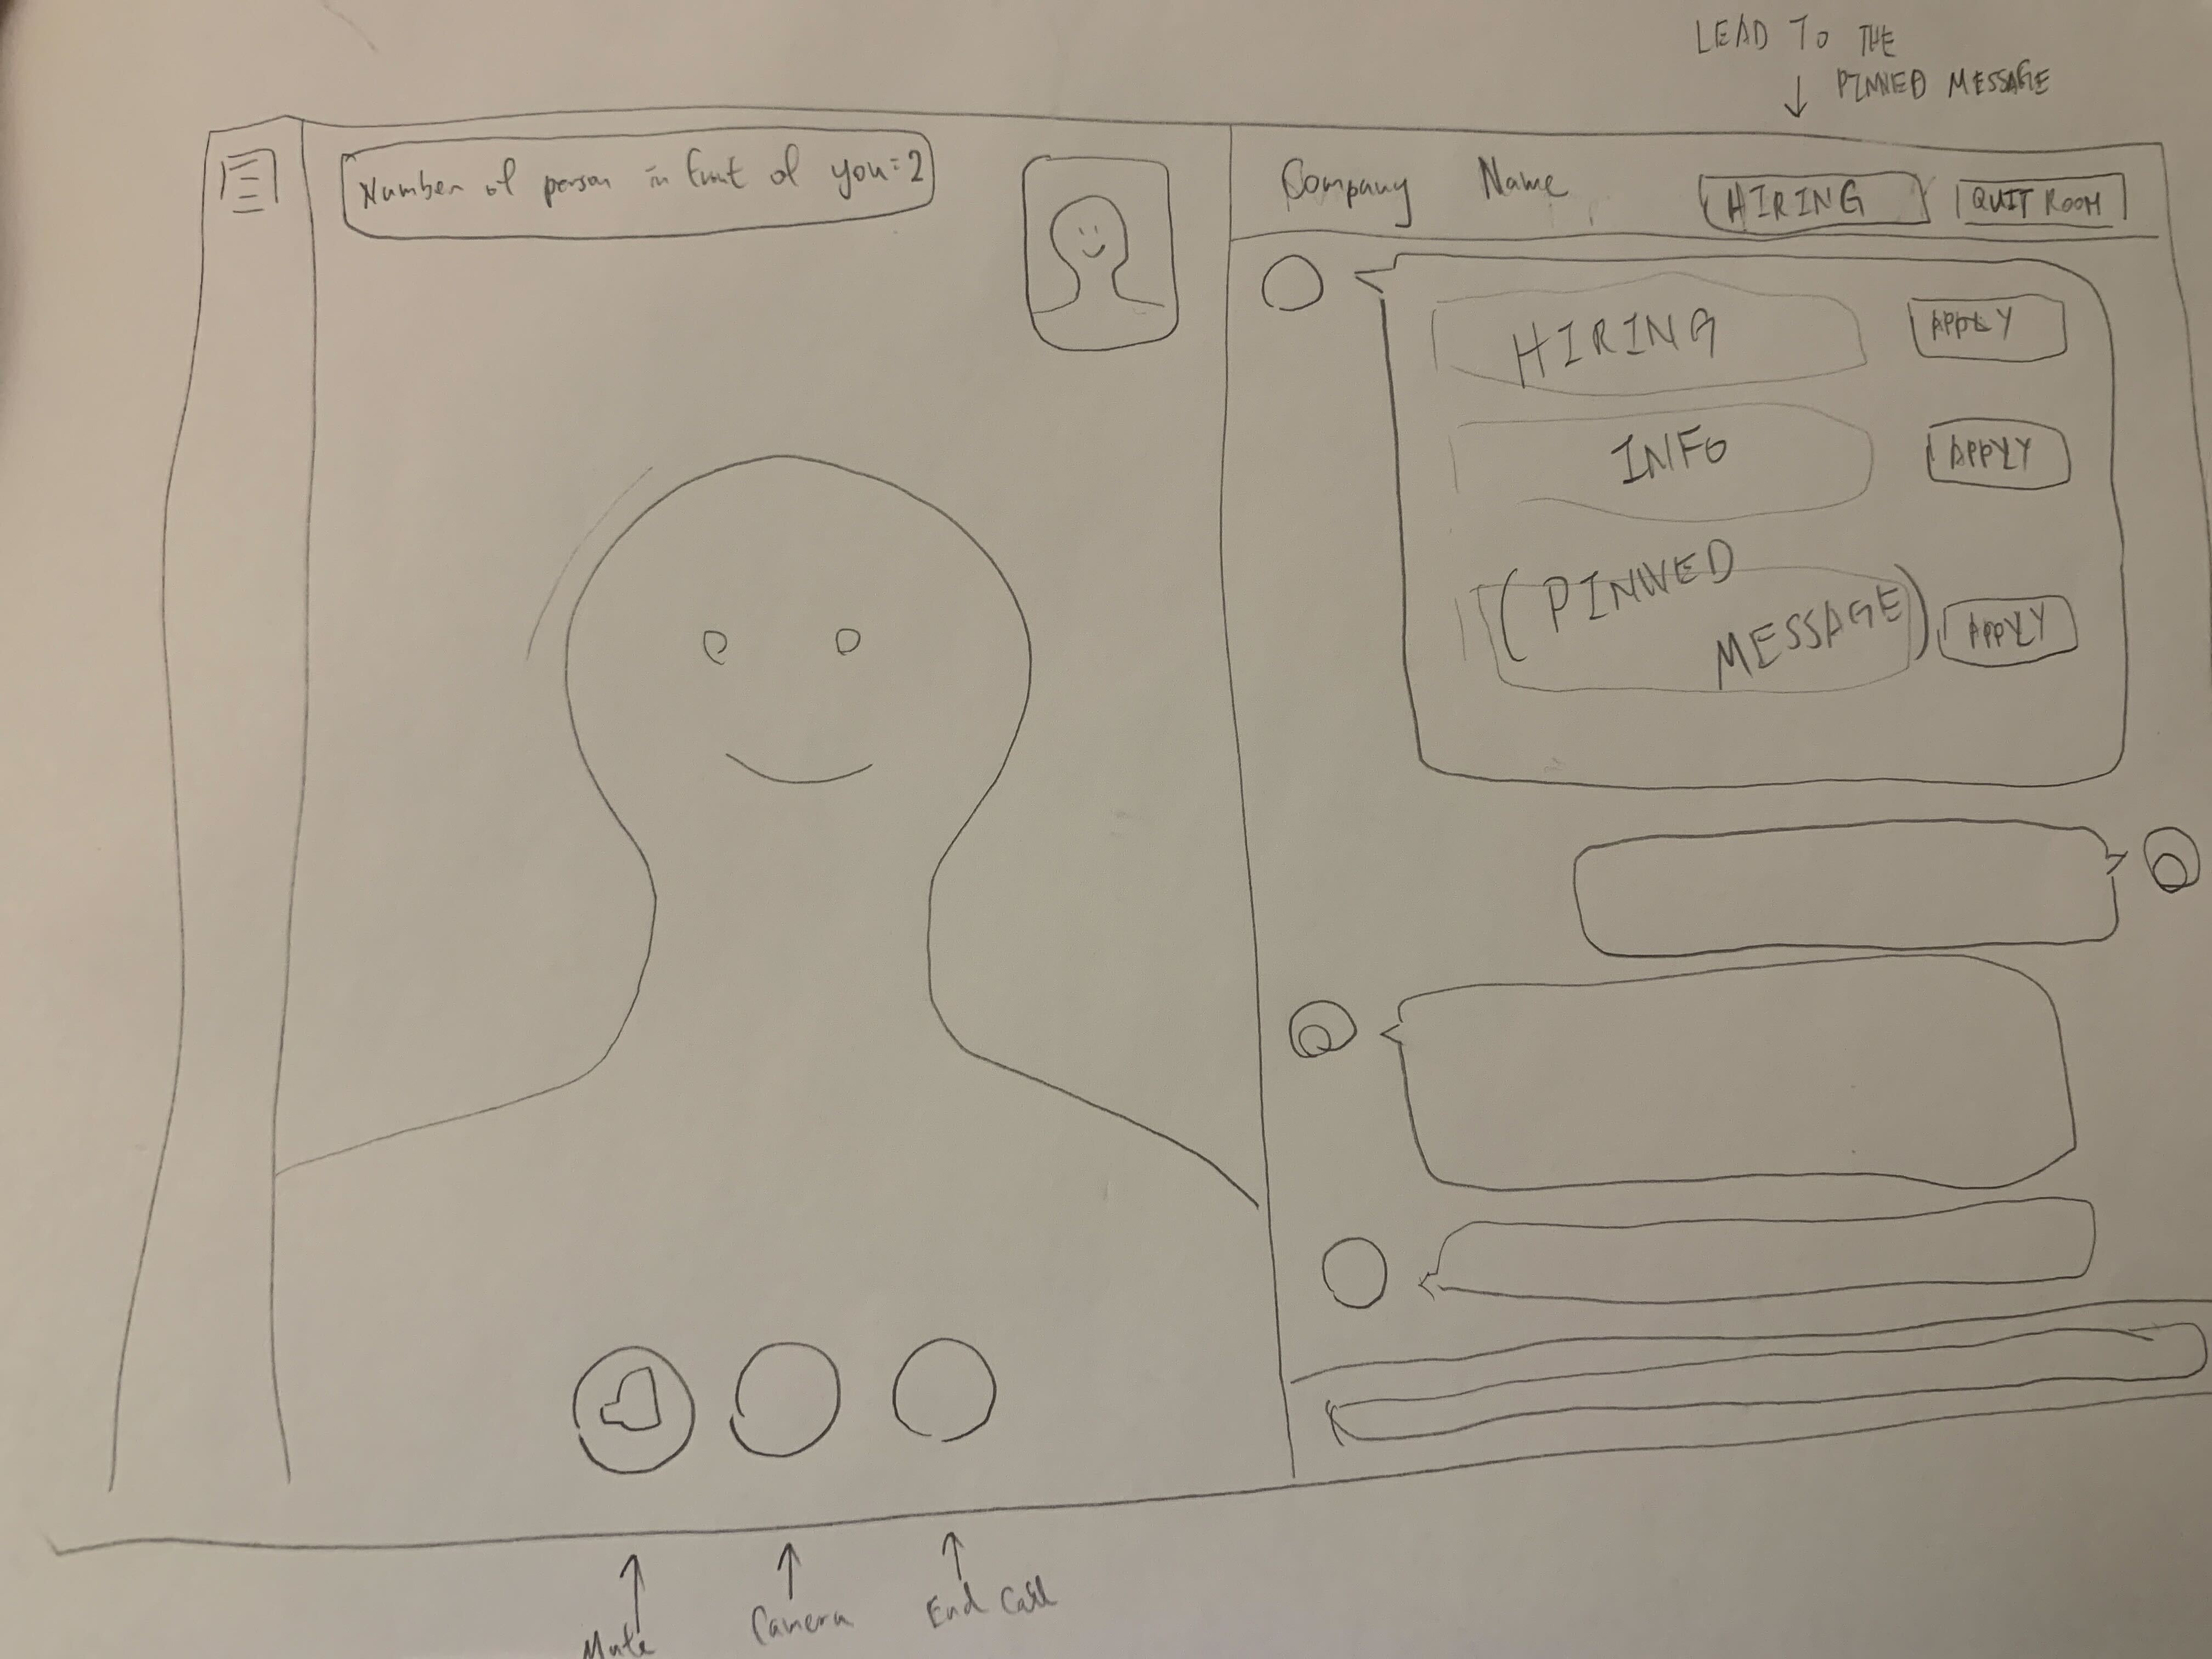 LEAD TO THE
PINNED MESSAGE
Number of person in front of you = 2
Company Name
HIRING
QUIT ROOM
HIRING
APPLY
INFO
APPLY
(PINNED
MESSAGE)
APPLY
Mute
Camera
End Call